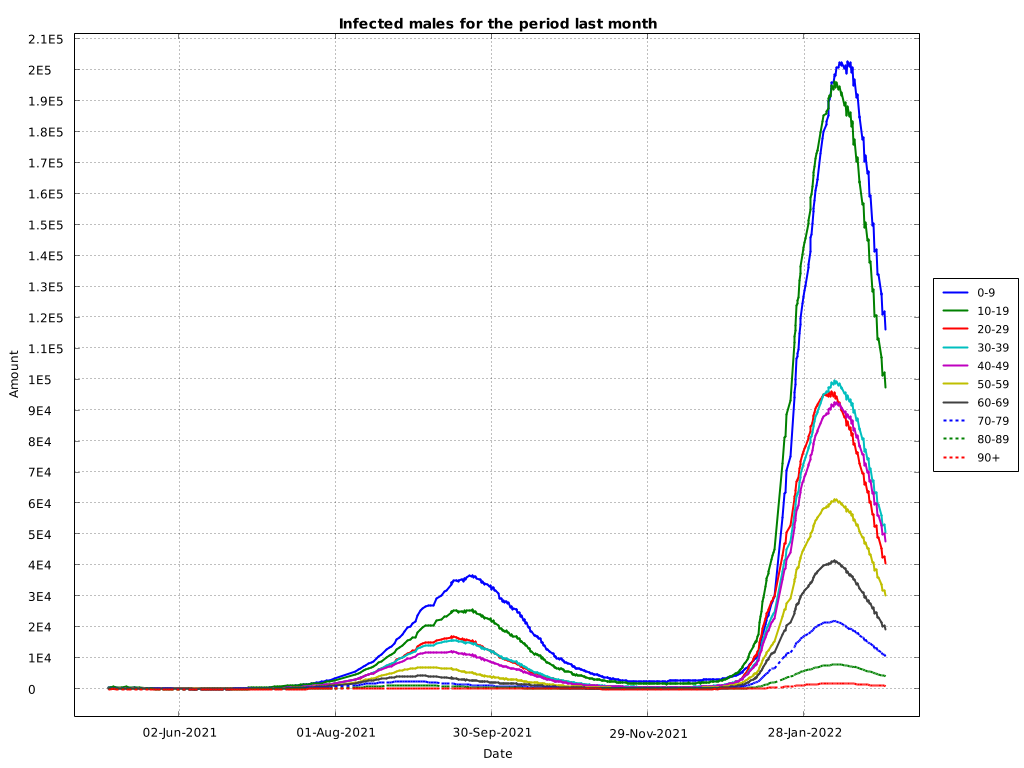 Infected males for the period last month
2.1E5
2E5
1.9E5
1.8E5
1.7E5
1.6E5
1.5E5
1.4E5
1.3E5
1.2E5
1.1E5
1E5
9E4
8E4
7E4
6E4
5E4
4E4
3E4
2E4
1E4
0
Amount
02-Jun-2021
01-Aug-2021
30-Sep-2021
29-Nov-2021
28-Jan-2022
Date
0-9
10-19
20-29
30-39
40-49
50-59
60-69
70-79
80-89
90+